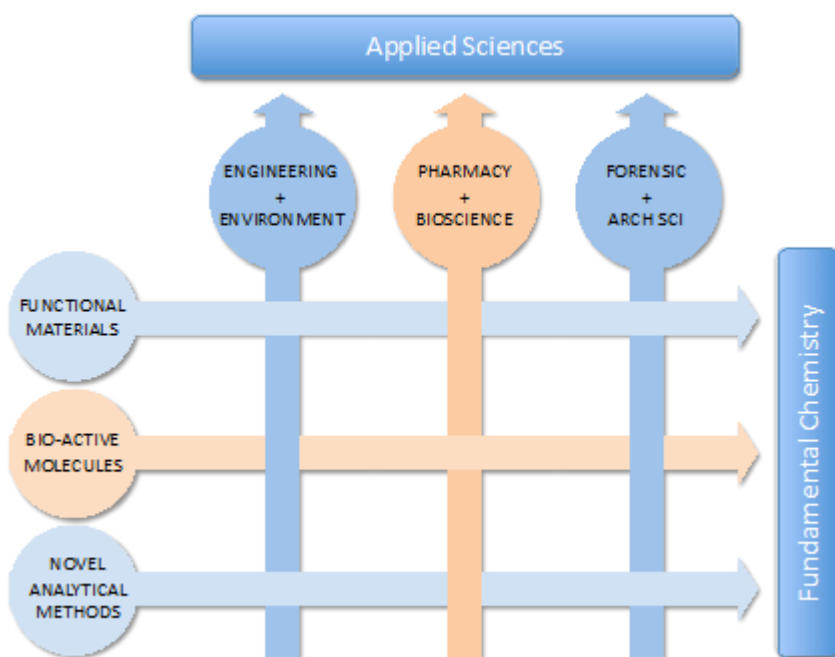 Applied Sciences
ENGINEERING
+
ENVIRONMENT
PHARMACY
+
BIOSCIENCE
FORENSIC
+
ARCH SCI
FUNCTIONAL
MATERIALS
BIO-ACTIVE
MOLECULES
NOVEL
ANALYTICAL
METHODS
Fundamental Chemistry